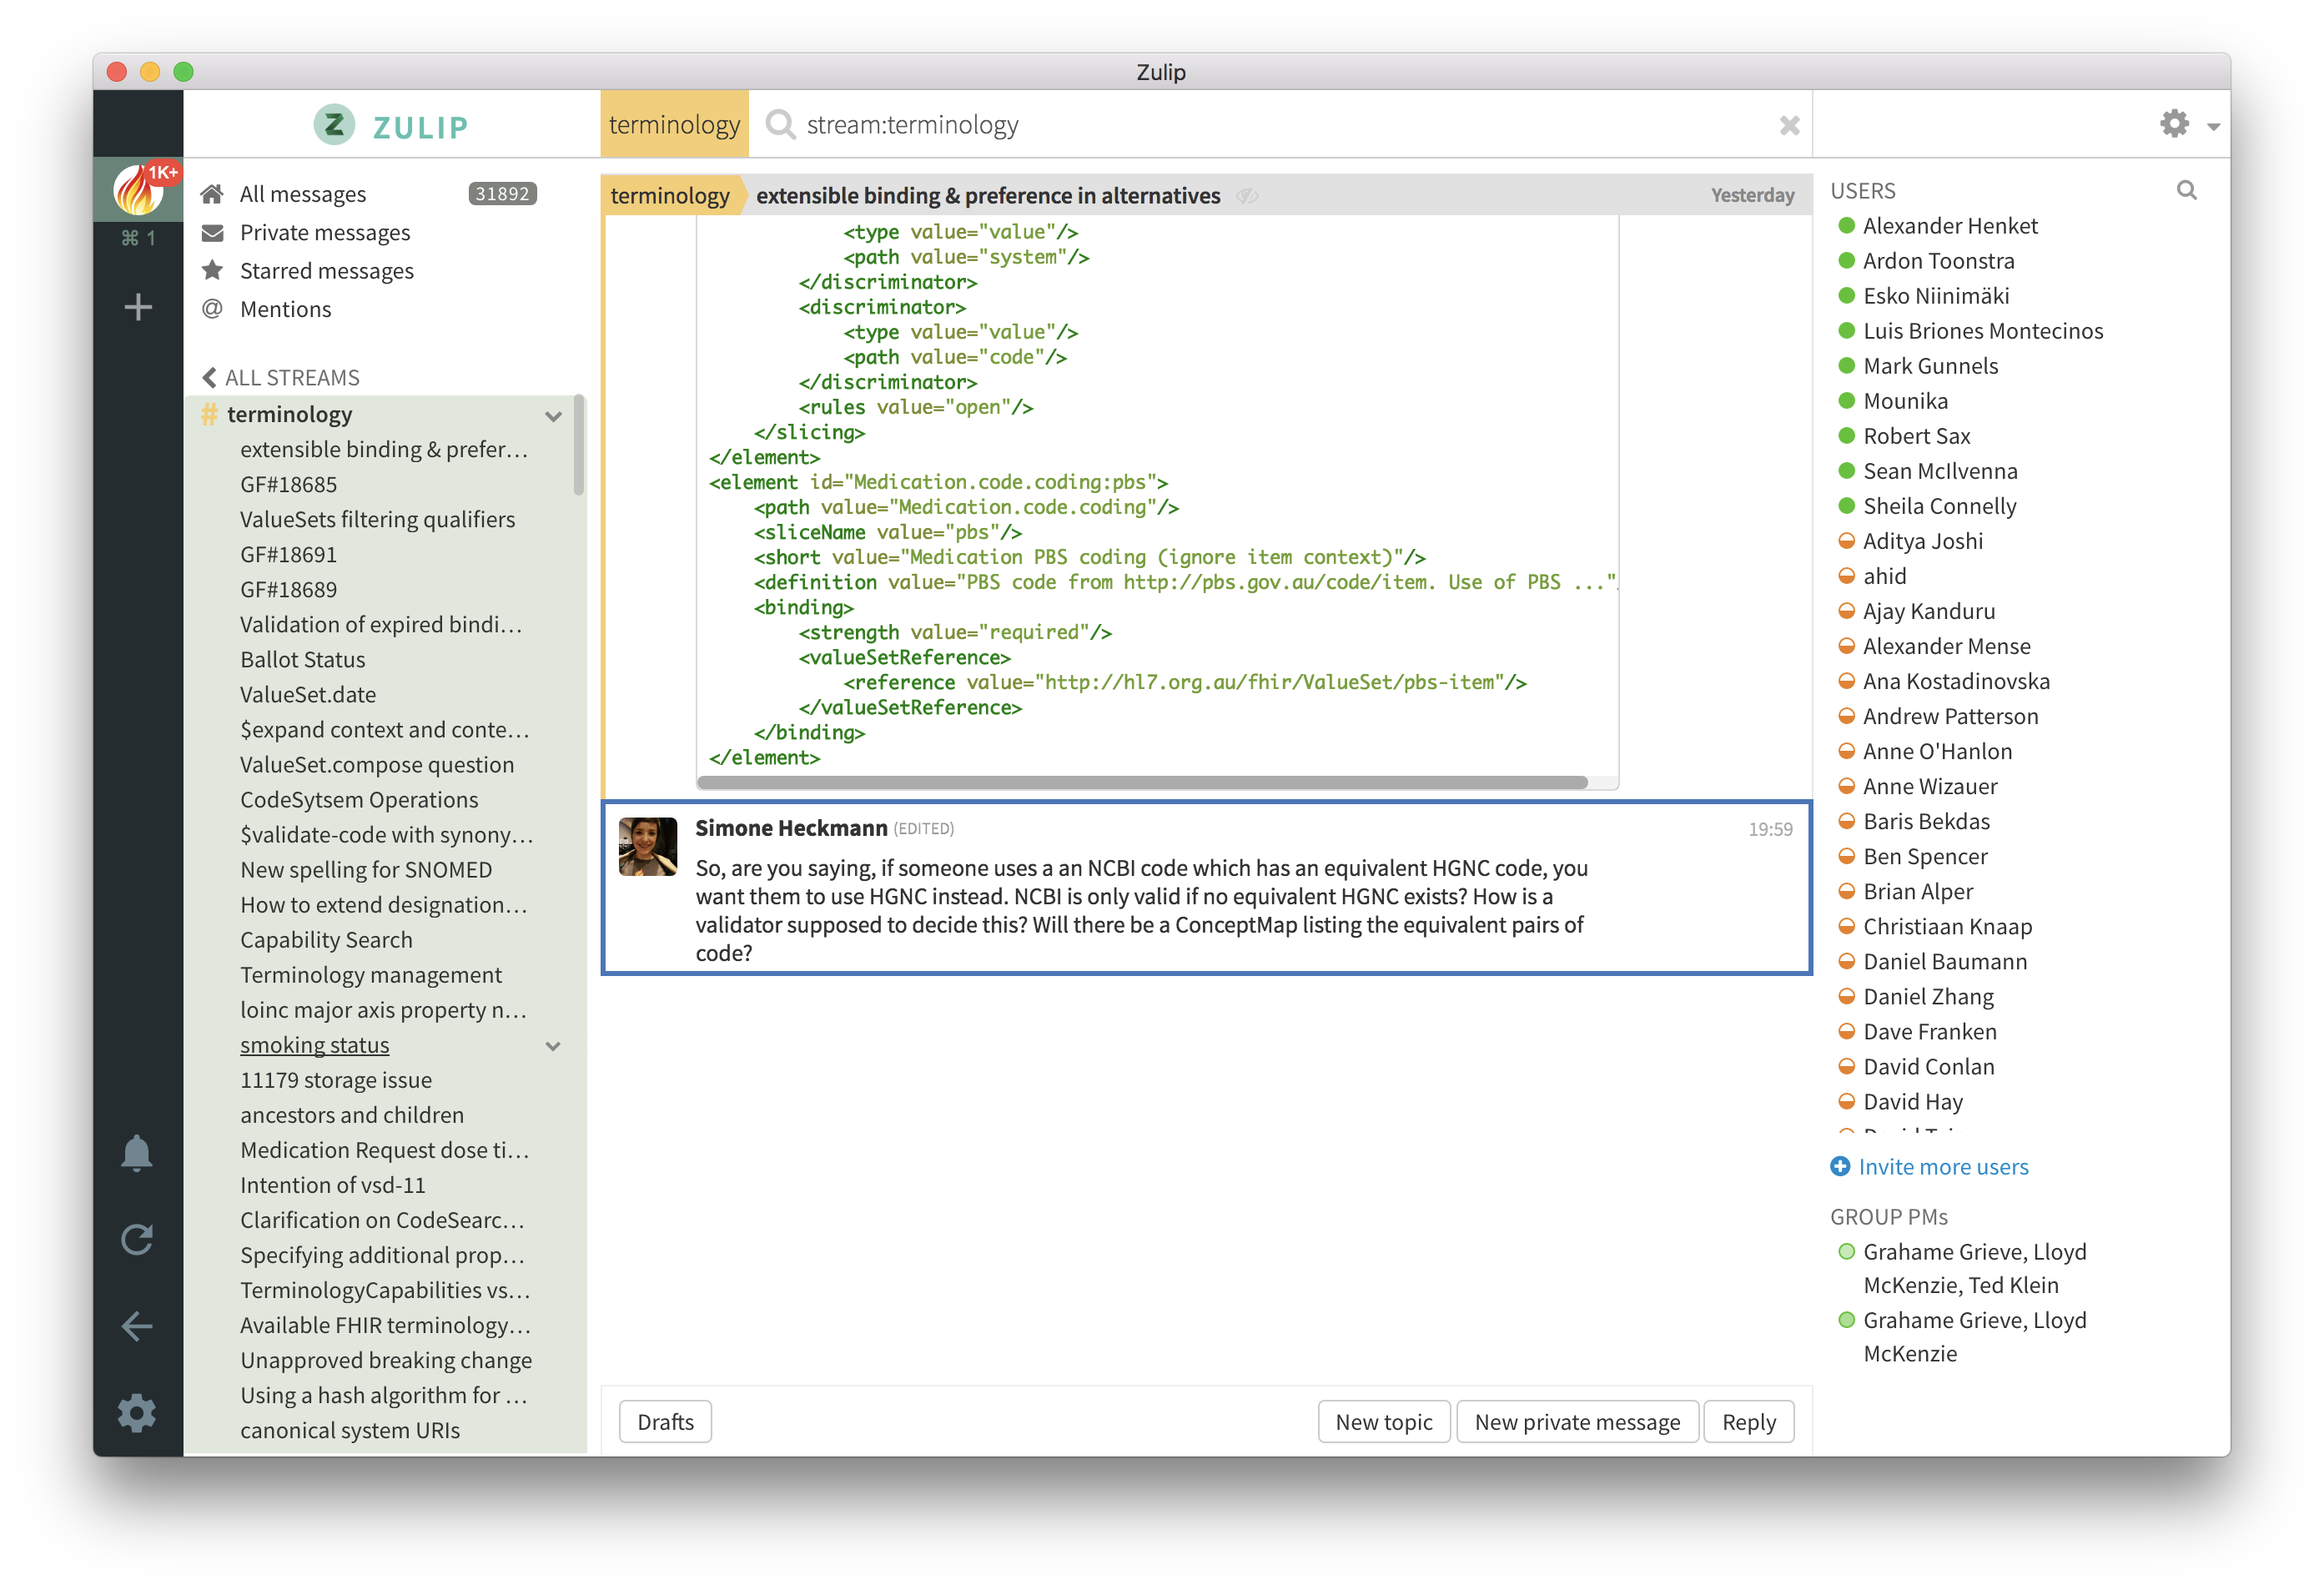 Zulip
1K+
⌘ 1
Z ZULIP
All messages 31892
Private messages
Starred messages
@ Mentions
ALL STREAMS
# terminology
extensible binding & prefer...
GF#18685
ValueSets filtering qualifiers
GF#18691
GF#18689
Validation of expired bindi...
Ballot Status
ValueSet.date
$expand context and conte...
ValueSet.compose question
CodeSytsem Operations
$validate-code with synony...
New spelling for SNOMED
How to extend designation...
Capability Search
Terminology management
loinc major axis property n...
smoking status
11179 storage issue
ancestors and children
Medication Request dose ti...
Intention of vsd-11
Clarification on CodeSearc...
Specifying additional prop...
TerminologyCapabilities vs...
Available FHIR terminology...
Unapproved breaking change
Using a hash algorithm for ...
canonical system URIs
terminology
stream:terminology
terminology extensible binding & preference in alternatives Yesterday
<type value="value"/>
<path value="system"/>
</discriminator>
<discriminator>
<type value="value"/>
<path value="code"/>
</discriminator>
<rules value="open"/>
</slicing>
</element>
<element id="Medication.code.coding:pbs">
<path value="Medication.code.coding"/>
<sliceName value="pbs"/>
<short value="Medication PBS coding (ignore item context)"/>
<definition value="PBS code from http://pbs.gov.au/code/item. Use of PBS ..."
<binding>
<strength value="required"/>
<valueSetReference>
<reference value="http://hl7.org.au/fhir/ValueSet/pbs-item"/>
</valueSetReference>
</binding>
</element>
Simone Heckmann (EDITED) 19:59
So, are you saying, if someone uses a an NCBI code which has an equivalent HGNC code, you
want them to use HGNC instead. NCBI is only valid if no equivalent HGNC exists? How is a
validator supposed to decide this? Will there be a ConceptMap listing the equivalent pairs of
code?
Drafts
New topic
New private message
Reply
USERS
Alexander Henket
Ardon Toonstra
Esko Niinimäki
Luis Briones Montecinos
Mark Gunnels
Mounika
Robert Sax
Sean McIlvenna
Sheila Connelly
Aditya Joshi
ahid
Ajay Kanduru
Alexander Mense
Ana Kostadinovska
Andrew Patterson
Anne O'Hanlon
Anne Wizauer
Baris Bekdas
Ben Spencer
Brian Alper
Christiaan Knaap
Daniel Baumann
Daniel Zhang
Dave Franken
David Conlan
David Hay
Invite more users
GROUP PMs
Grahame Grieve, Lloyd
McKenzie, Ted Klein
Grahame Grieve, Lloyd
McKenzie